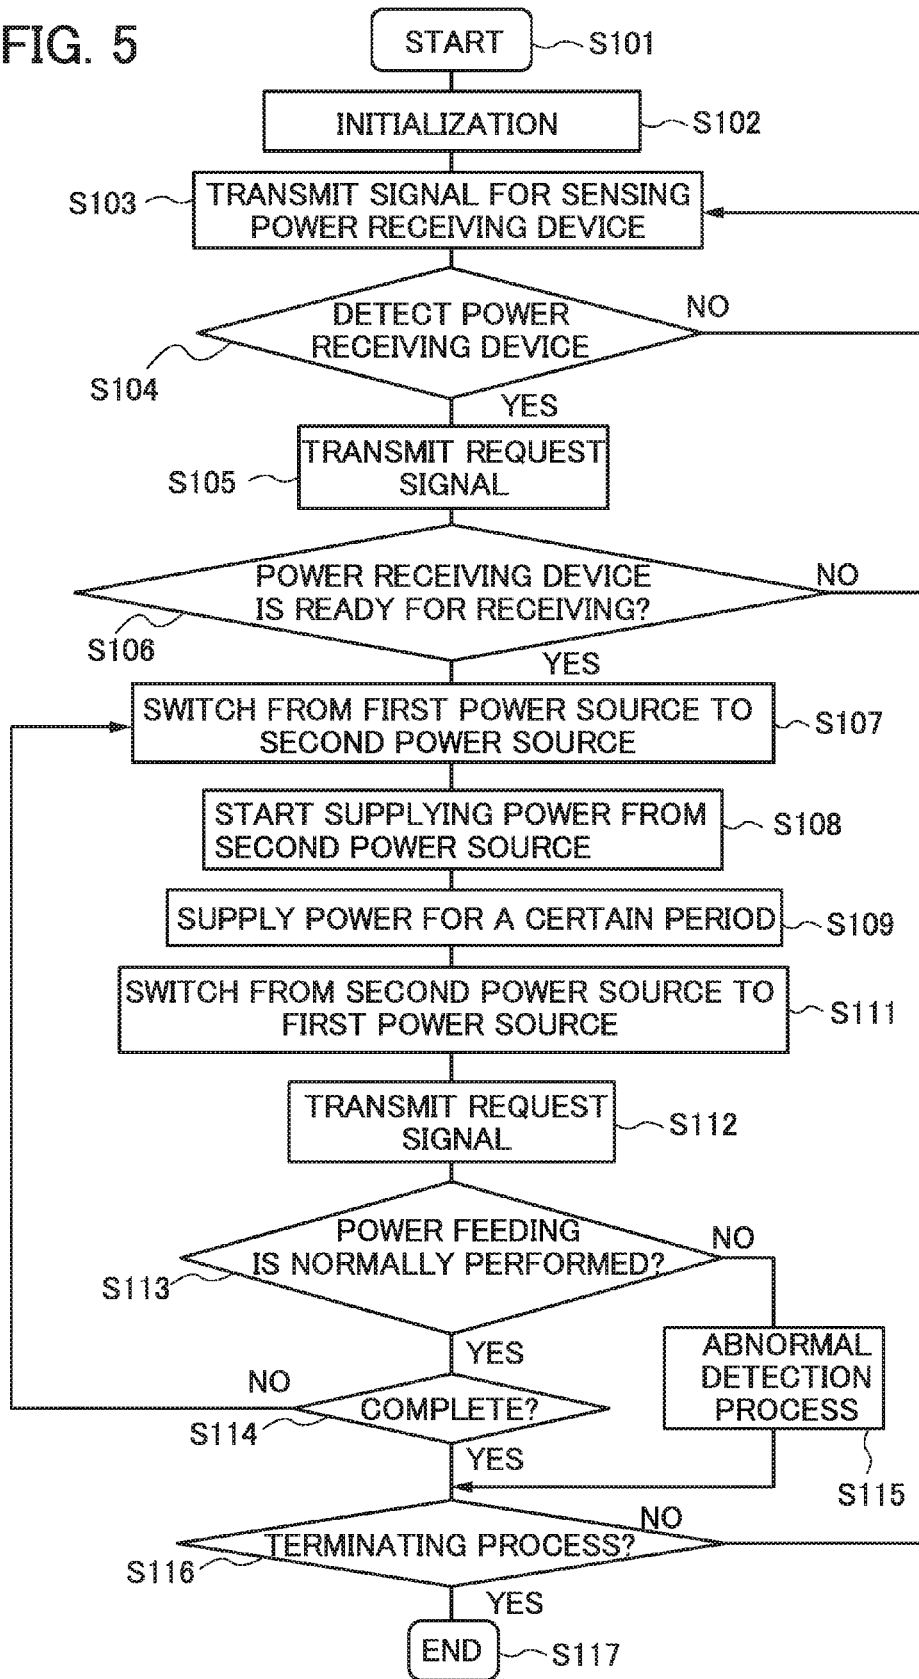 FIG. 5
START
S101
INITIALIZATION
S102
S103
TRANSMIT SIGNAL FOR SENSING
POWER RECEIVING DEVICE
DETECT POWER
RECEIVING DEVICE
NO
S104
YES
TRANSMIT REQUEST
SIGNAL
S105
POWER RECEIVING DEVICE
IS READY FOR RECEIVING?
NO
S106
YES
SWITCH FROM FIRST POWER SOURCE TO
SECOND POWER SOURCE
S107
START SUPPLYING POWER FROM
SECOND POWER SOURCE
S108
SUPPLY POWER FOR A CERTAIN PERIOD
S109
SWITCH FROM SECOND POWER SOURCE TO
FIRST POWER SOURCE
S111
TRANSMIT REQUEST
SIGNAL
S112
POWER FEEDING
IS NORMALLY PERFORMED?
NO
S113
YES
ABNORMAL
DETECTION
PROCESS
S115
NO
COMPLETE?
S114
YES
TERMINATING PROCESS?
NO
S116
YES
END
S117